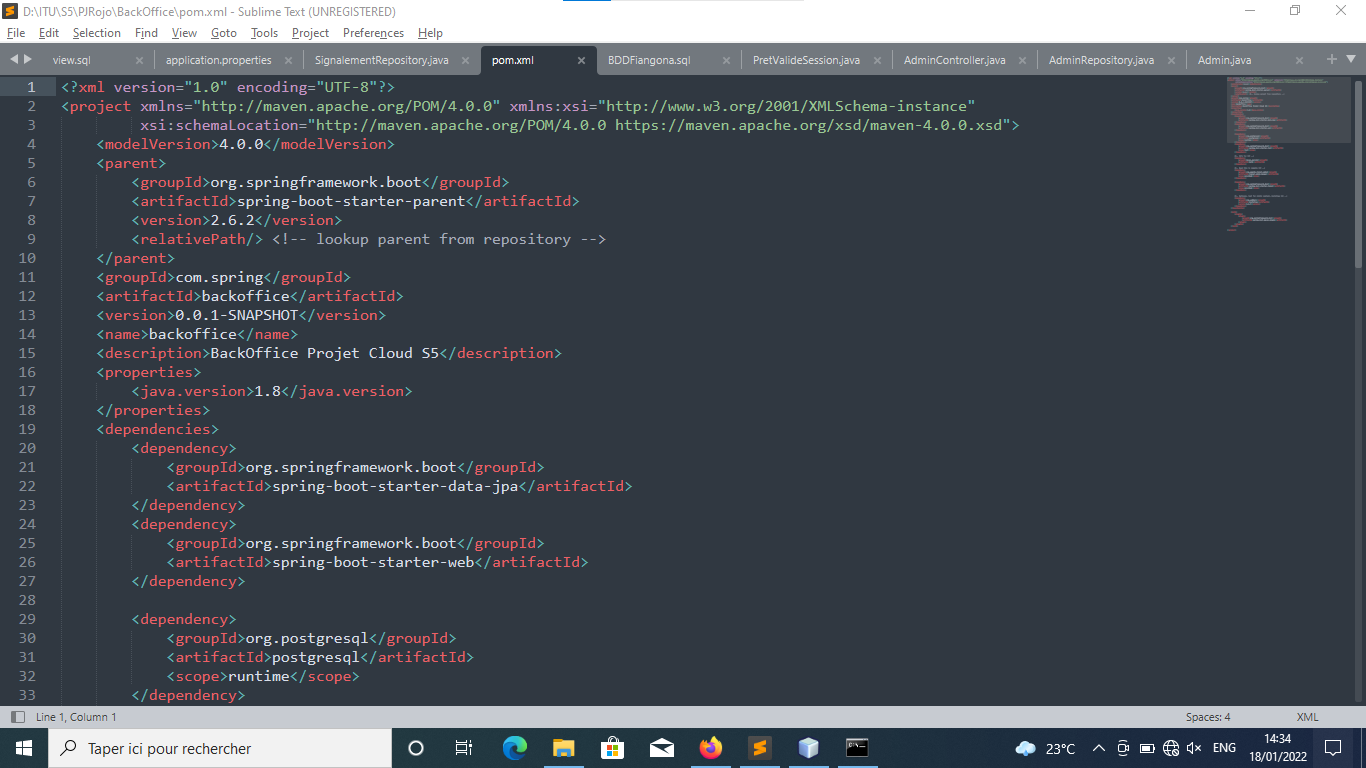 D:\ITU\S5\PJRojo\BackOffice\pom.xml - Sublime Text (UNREGISTERED)
File Edit Selection Find View Goto Tools Project Preferences Help
view.sql application.properties SignalementRepository.java pom.xml BDDFiangona.sql PretValideSession.java AdminController.java AdminRepository.java Admin.java
1 <?xml version="1.0" encoding="UTF-8"?>
2 <project xmlns="http://maven.apache.org/POM/4.0.0" xmlns:xsi="http://www.w3.org/2001/XMLSchema-instance"
3 xsi:schemaLocation="http://maven.apache.org/POM/4.0.0 https://maven.apache.org/xsd/maven-4.0.0.xsd">
4 <modelVersion>4.0.0</modelVersion>
5 <parent>
6 <groupId>org.springframework.boot</groupId>
7 <artifactId>spring-boot-starter-parent</artifactId>
8 <version>2.6.2</version>
9 <relativePath/> <!-- lookup parent from repository -->
10 </parent>
11 <groupId>com.spring</groupId>
12 <artifactId>backoffice</artifactId>
13 <version>0.0.1-SNAPSHOT</version>
14 <name>backoffice</name>
15 <description>BackOffice Projet Cloud S5</description>
16 <properties>
17 <java.version>1.8</java.version>
18 </properties>
19 <dependencies>
20 <dependency>
21 <groupId>org.springframework.boot</groupId>
22 <artifactId>spring-boot-starter-data-jpa</artifactId>
23 </dependency>
24 <dependency>
25 <groupId>org.springframework.boot</groupId>
26 <artifactId>spring-boot-starter-web</artifactId>
27 </dependency>
28
29 <dependency>
30 <groupId>org.postgresql</groupId>
31 <artifactId>postgresql</artifactId>
32 <scope>runtime</scope>
33 </dependency>
Line 1, Column 1 Spaces: 4 XML
Taper ici pour rechercher 23°C ENG 14:34
18/01/2022